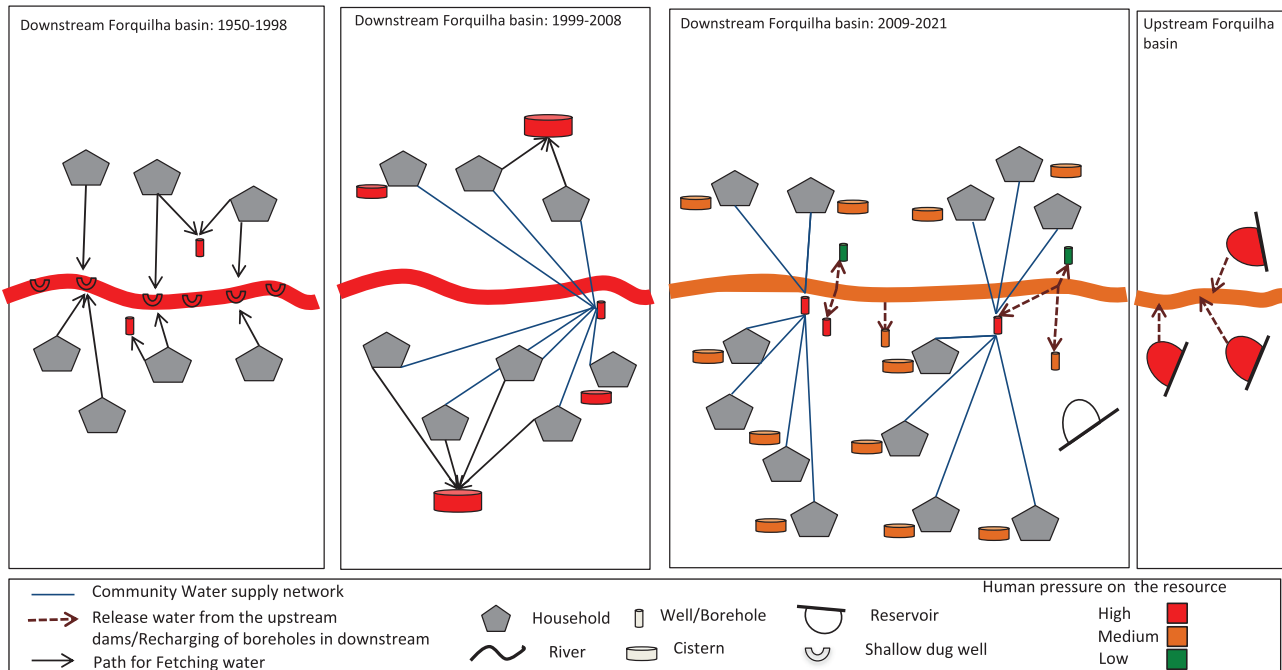 Downstream Forquilha basin: 1950-1998
Downstream Forquilha basin: 1999-2008
Downstream Forquilha basin: 2009-2021
Upstream Forquilha
basin
Community Water supply network
Release water from the upstream
dams/Recharging of boreholes in downstream
Path for Fetching water
Household
River
Well/Borehole
Cistern
Reservoir
Shallow dug well
Human pressure on the resource
High
Medium
Low